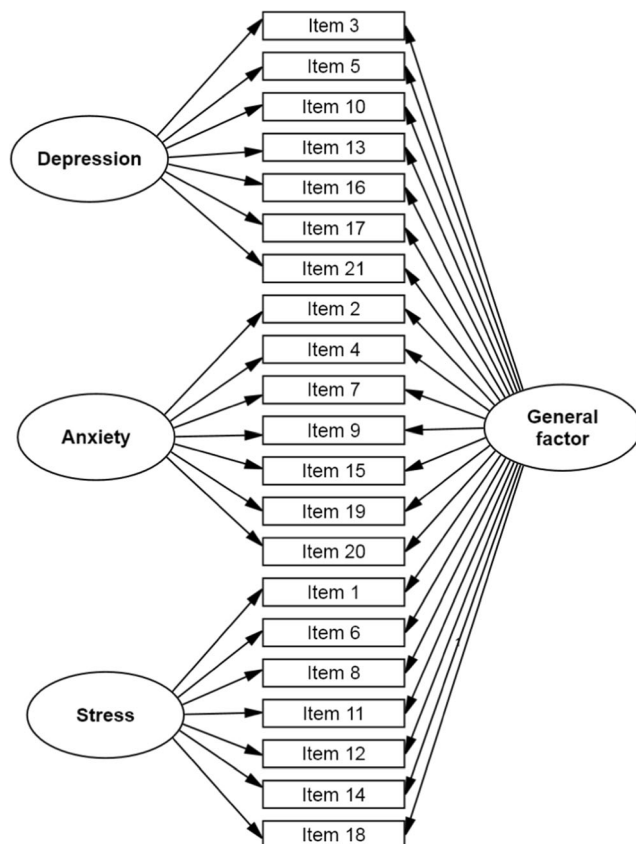 Item 3
Item 5
Item 10
Item 13
Depression
Item 16
Item 17
Item 21
Item 2
Item 4
Item 7
General
factor
Anxiety
Item 9
Item 15
Item 19
Item 20
Item 1
Item 6
1
Item 8
Stress
Item 11
Item 12
Item 14
Item 18